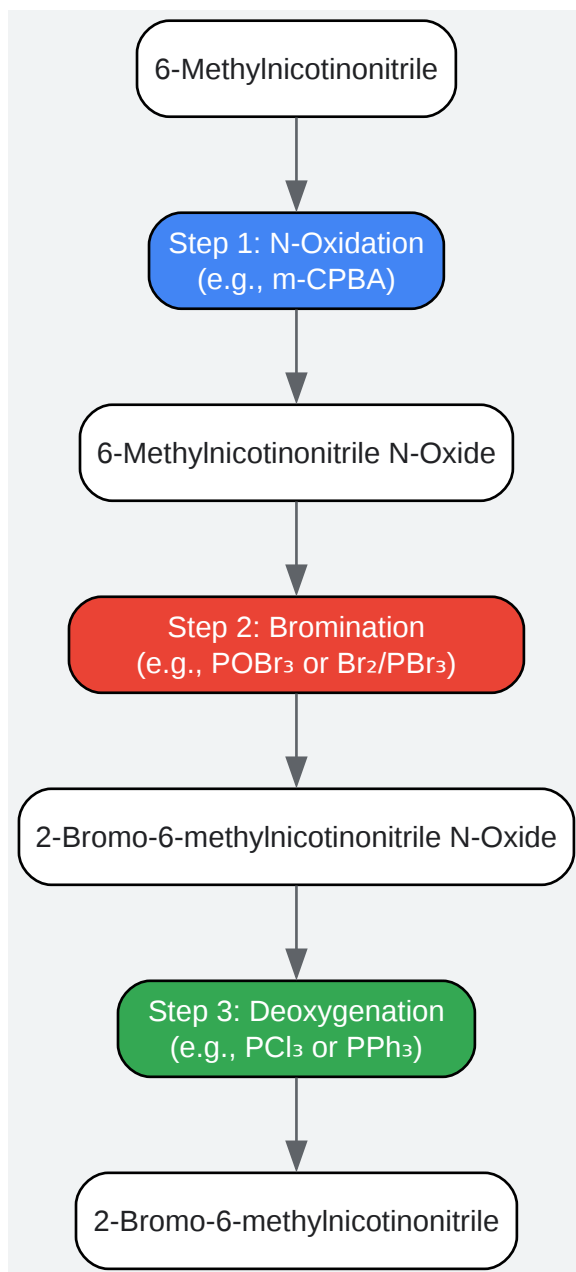 6-Methylnicotinonitrile
Step 1: N-Oxidation
(e.g., m-CPBA)
6-Methylnicotinonitrile N-Oxide
Step 2: Bromination
(e.g., POBr₃ or Br₂/PBr₃)
2-Bromo-6-methylnicotinonitrile N-Oxide
Step 3: Deoxygenation
(e.g., PCl₃ or PPh₃)
2-Bromo-6-methylnicotinonitrile